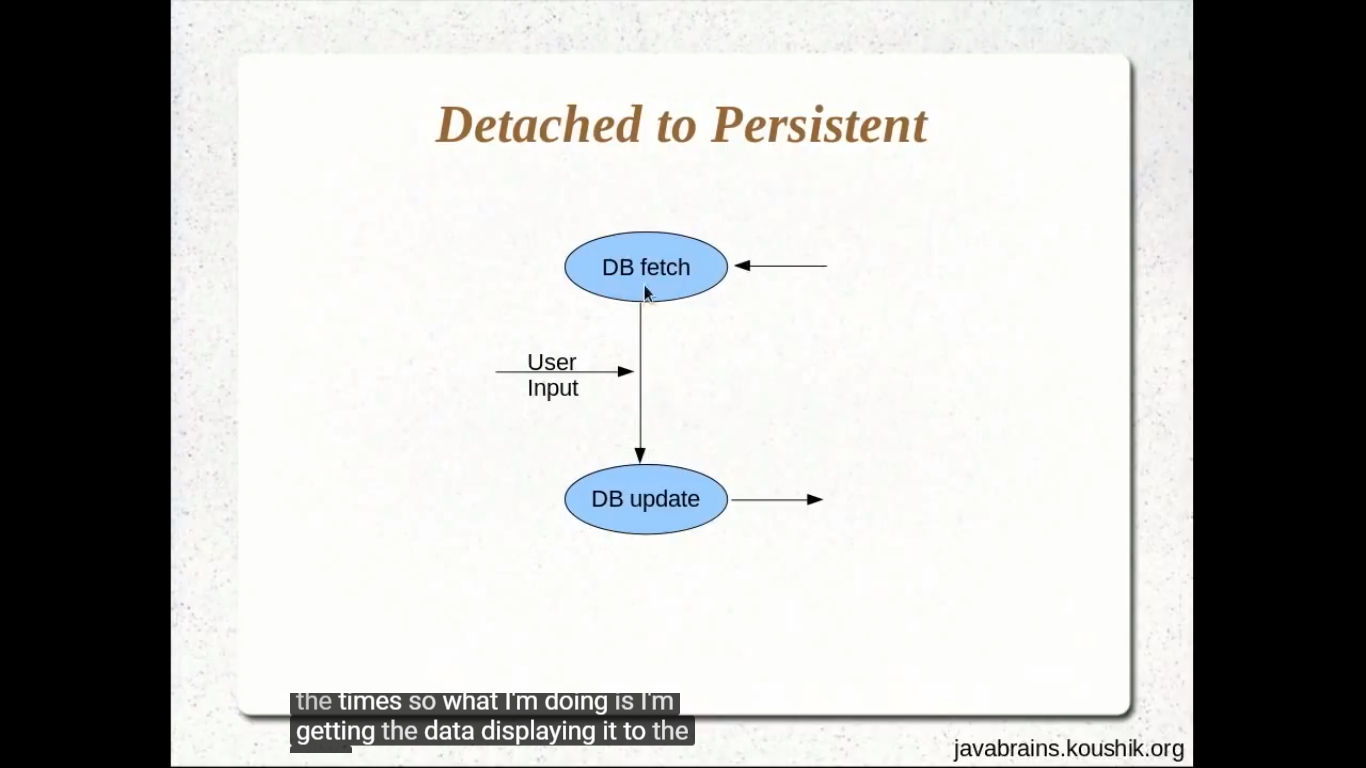 Detached to Persistent
DB fetch
User
Input
DB update
the times so what I'm doing is I'm
getting the data displaying it to the
javabrains.koushik.org